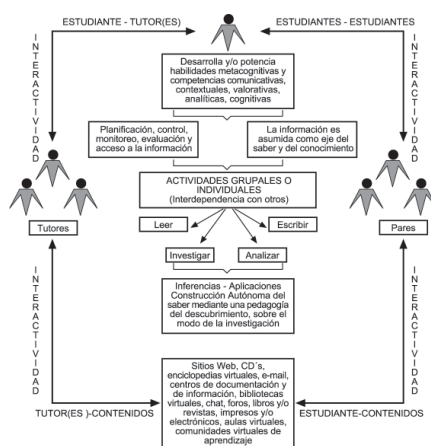 ESTUDIANTE - TUTOR(ES)
ESTUDIANTES - ESTUDIANTES
INTERACTIVIDAD
INTERACTIVIDAD
Desarrolla y/o potencia
habilidades metacognitivas y
competencias comunicativas,
contextuales, valorativas,
analíticas, cognitivas
Planificación, control,
monitoreo, evaluación y
acceso a la información
La información es
asumida como eje del
saber y del conocimiento
ACTIVIDADES GRUPALES O
INDIVIDUALES
(Interdependencia con otros)
Tutores
Leer
Escribir
Pares
Investigar
Analizar
INTERACTIVIDAD
INTERACTIVIDAD
Inferencias - Aplicaciones
Construcción Autónoma del
saber mediante una pedagogía
del descubrimiento, sobre el
modo de la investigación
Sitios Web, CD´s,
enciclopedias virtuales, e-mail,
centros de documentación y
de información, bibliotecas
virtuales, chat, foros, libros y/o
revistas, impresos y/o
electrónicos, aulas virtuales,
comunidades virtuales de
aprendizaje
TUTOR(ES )-CONTENIDOS
ESTUDIANTE-CONTENIDOS